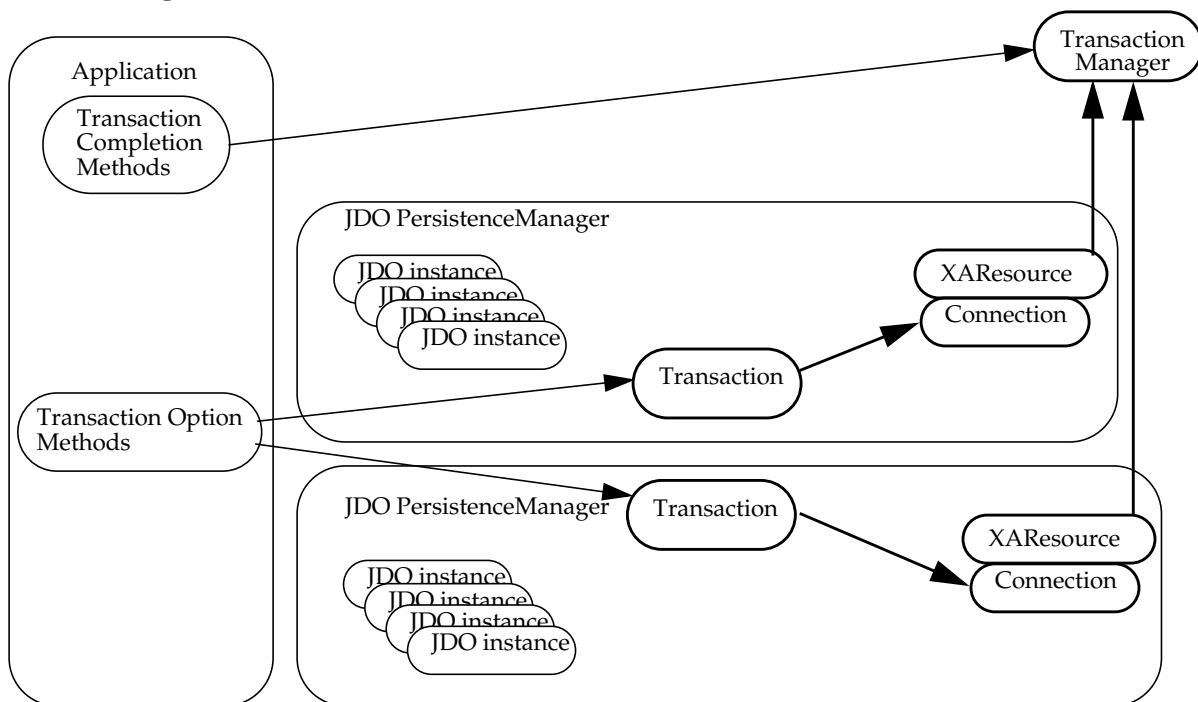 Transaction
Manager
Application
Transaction
Completion
Methods
JDO PersistenceManager
JDO instance
JDO instance
JDO instance
JDO instance
XAResource
Connection
Transaction
Transaction Option
Methods
JDO PersistenceManager
Transaction
XAResource
Connection
JDO instance
JDO instance
JDO instance
JDO instance